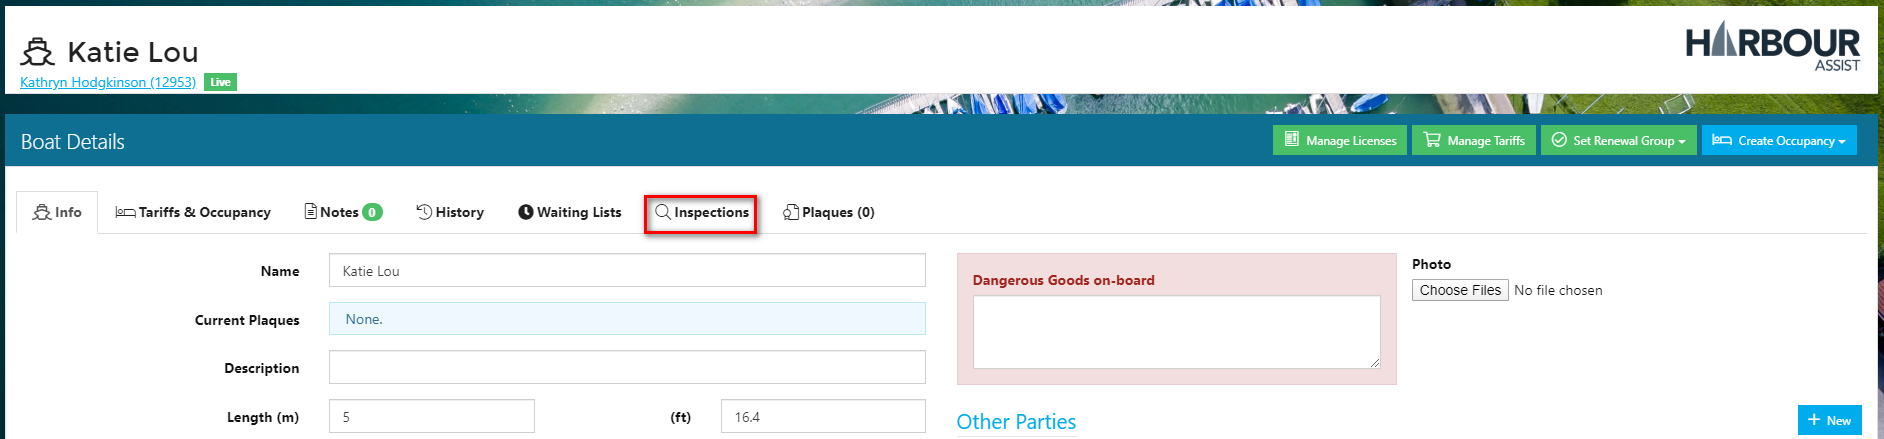 Katie Lou
Kathryn Hodgkinson (12953) Live
HARBOUR
ASSIST
Boat Details
Manage Licenses
Manage Tariffs
Set Renewal Group
Create Occupancy
Info
Tariffs & Occupancy
Notes 0
History
Waiting Lists
Inspections
Plaques (0)
Name
Katie Lou
Current Plaques
None.
Description
Length (m)
5
(ft)
16.4
Dangerous Goods on-board
Photo
Choose Files No file chosen
Other Parties
+ New